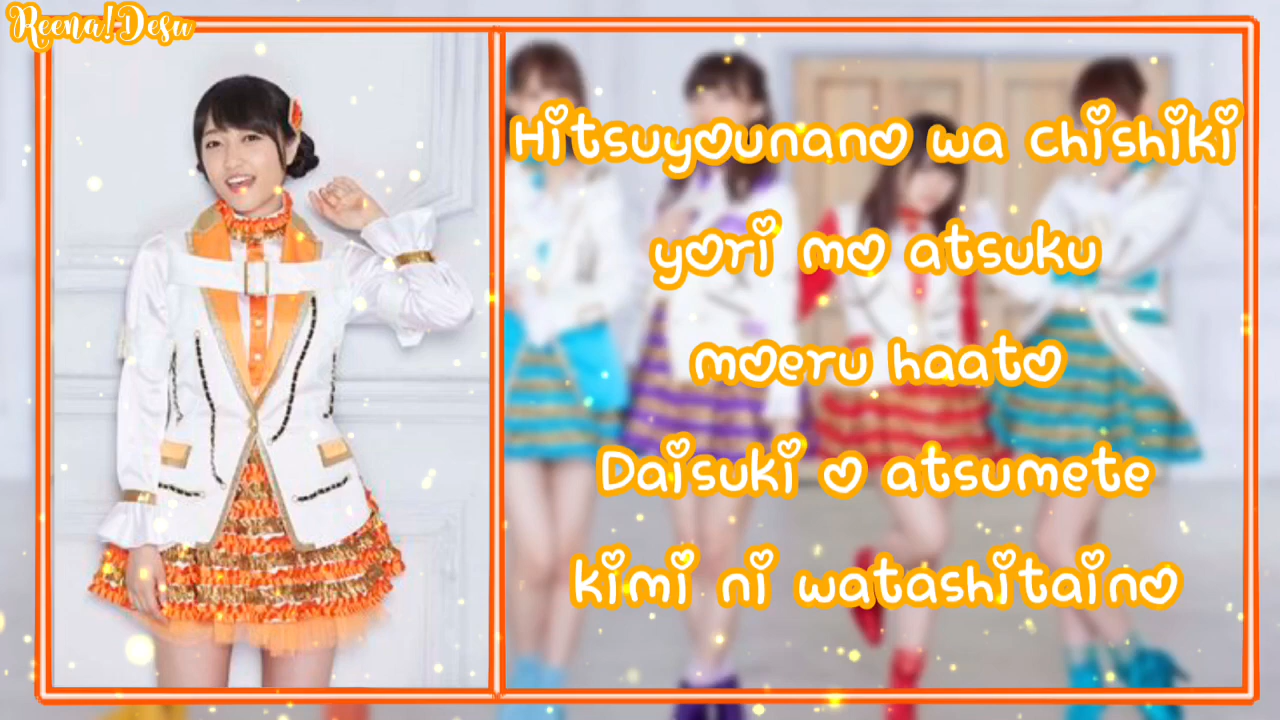 Reena!Desu
Hitsuyounano wa chishiki
yori mo atsuku
moeru haato
Daisuki o atsumete
kimi ni watashitaino